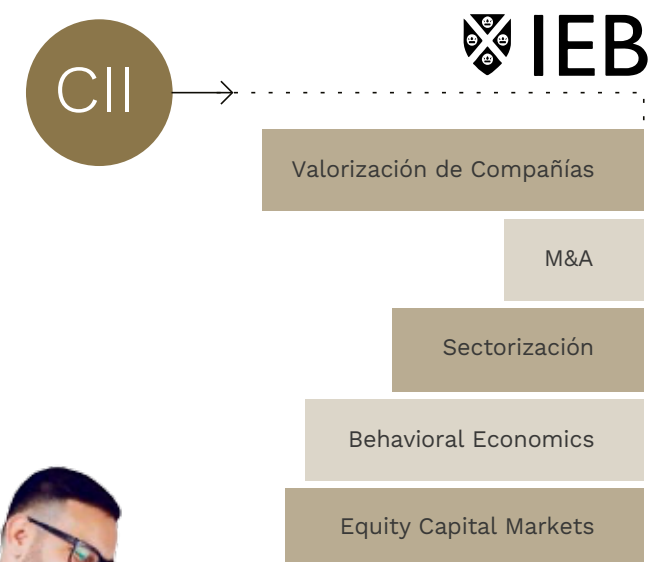 CII
IEB
Valorización de Compañías
M&A
Sectorización
Behavioral Economics
Equity Capital Markets